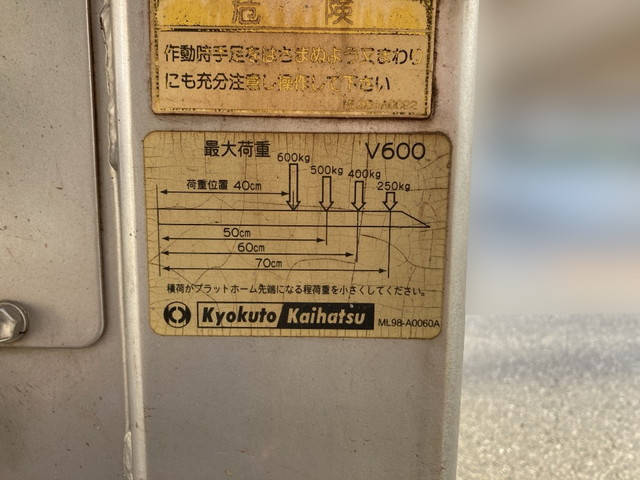 危険
作動時手足をはさまぬよう又まわり
にも充分注意し操作して下さい
最大荷重 V600
600kg
500kg 400kg 250kg
荷重位置 40cm
50cm
60cm
70cm
積荷がプラットホーム先端になる程荷重を小さくしてください。
Kyokuto Kaihatsu ML98-A0060A